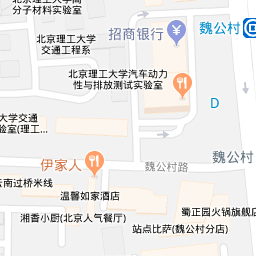 分子材料实验室
北京理工大学
交通工程系
招商银行
魏公村
北京理工大学汽车动力
性与排放测试实验室
D
大学交通
验室(理工...
伊家人
魏公村路
魏公村
云南过桥米线
温馨如家酒店
湘香小厨(北京人气餐厅)
蜀正园火锅旗舰店
站点比萨(魏公村店)